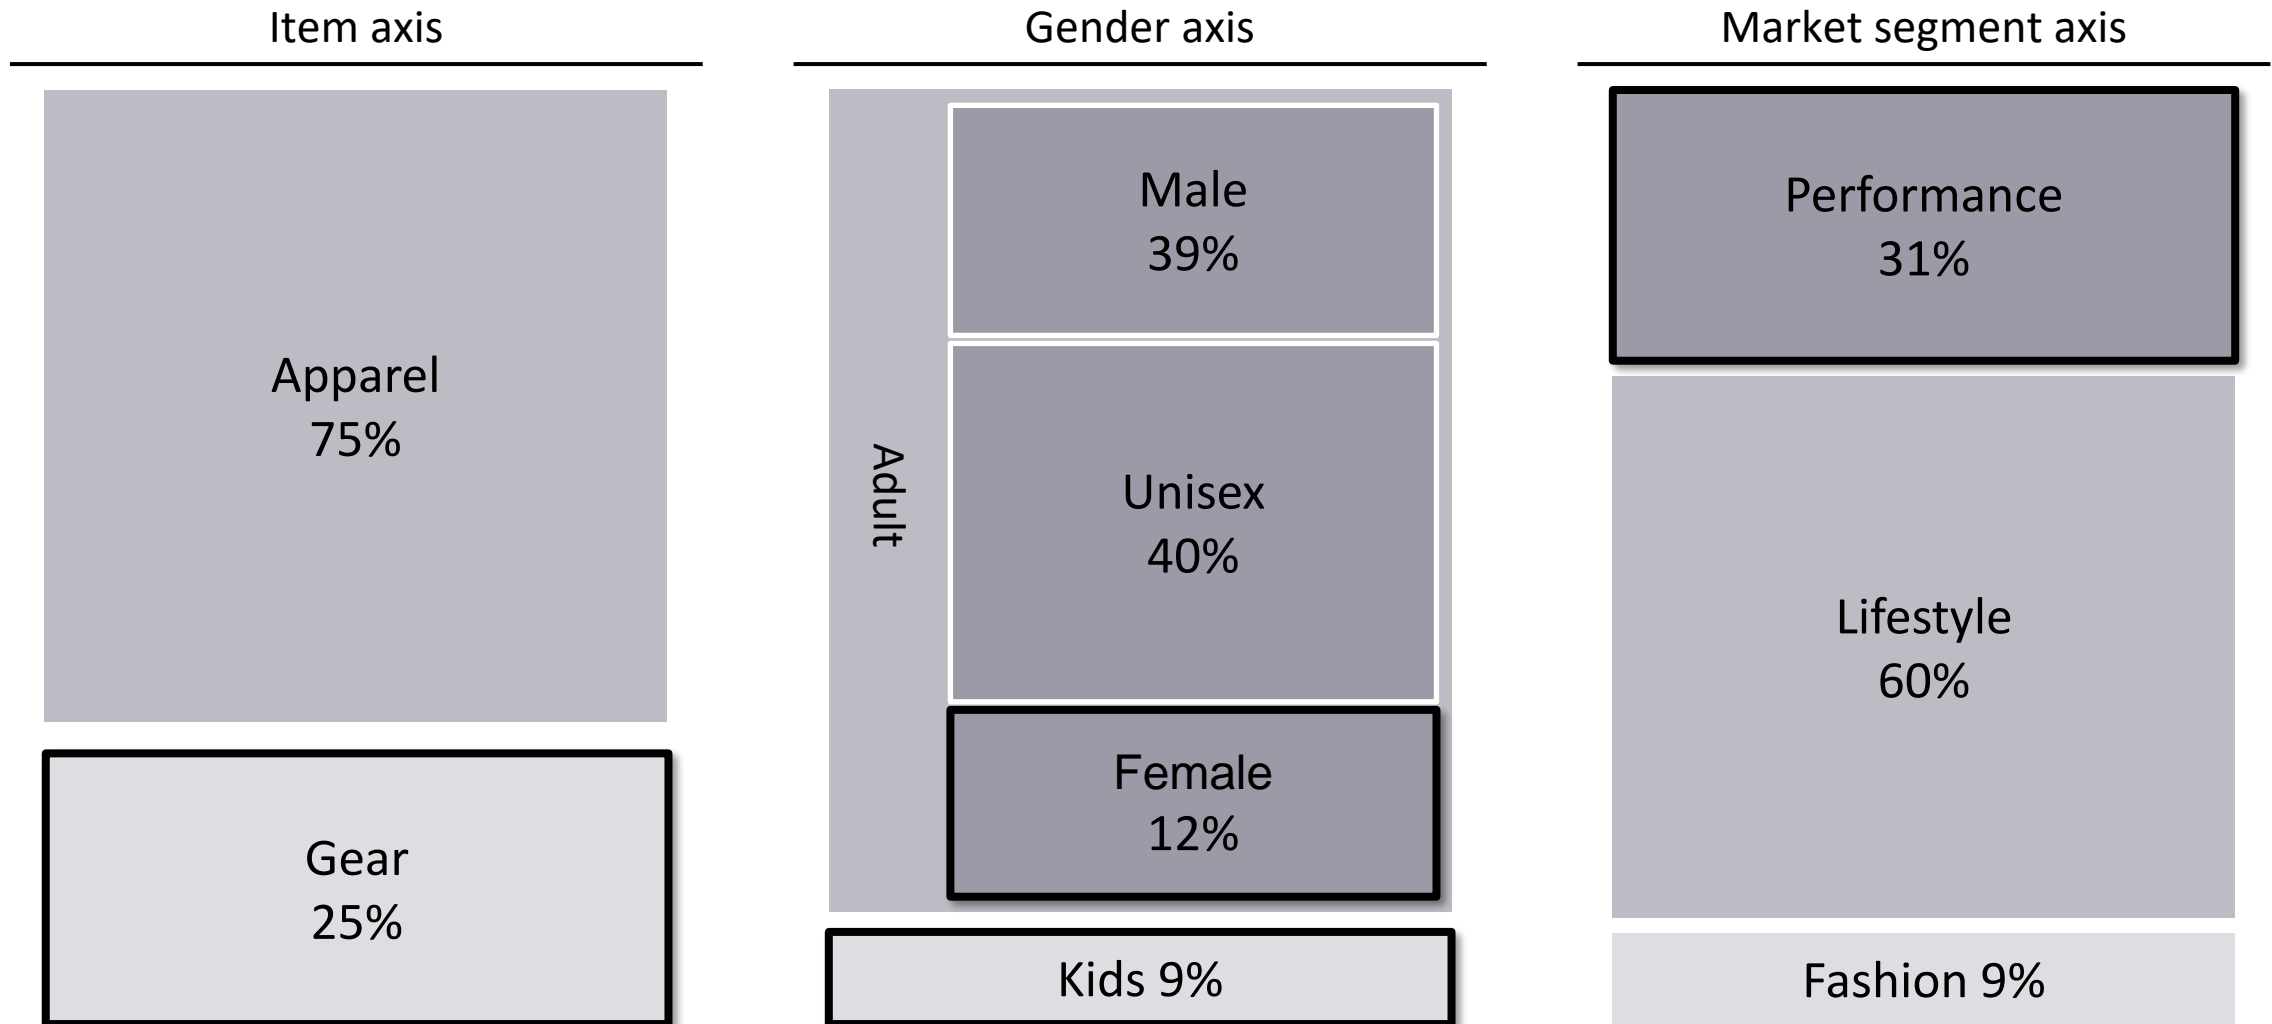 Item axis
Apparel
75%
Gear
25%
Gender axis
Adult
Male
39%
Unisex
40%
Female
12%
Kids 9%
Market segment axis
Performance
31%
Lifestyle
60%
Fashion 9%